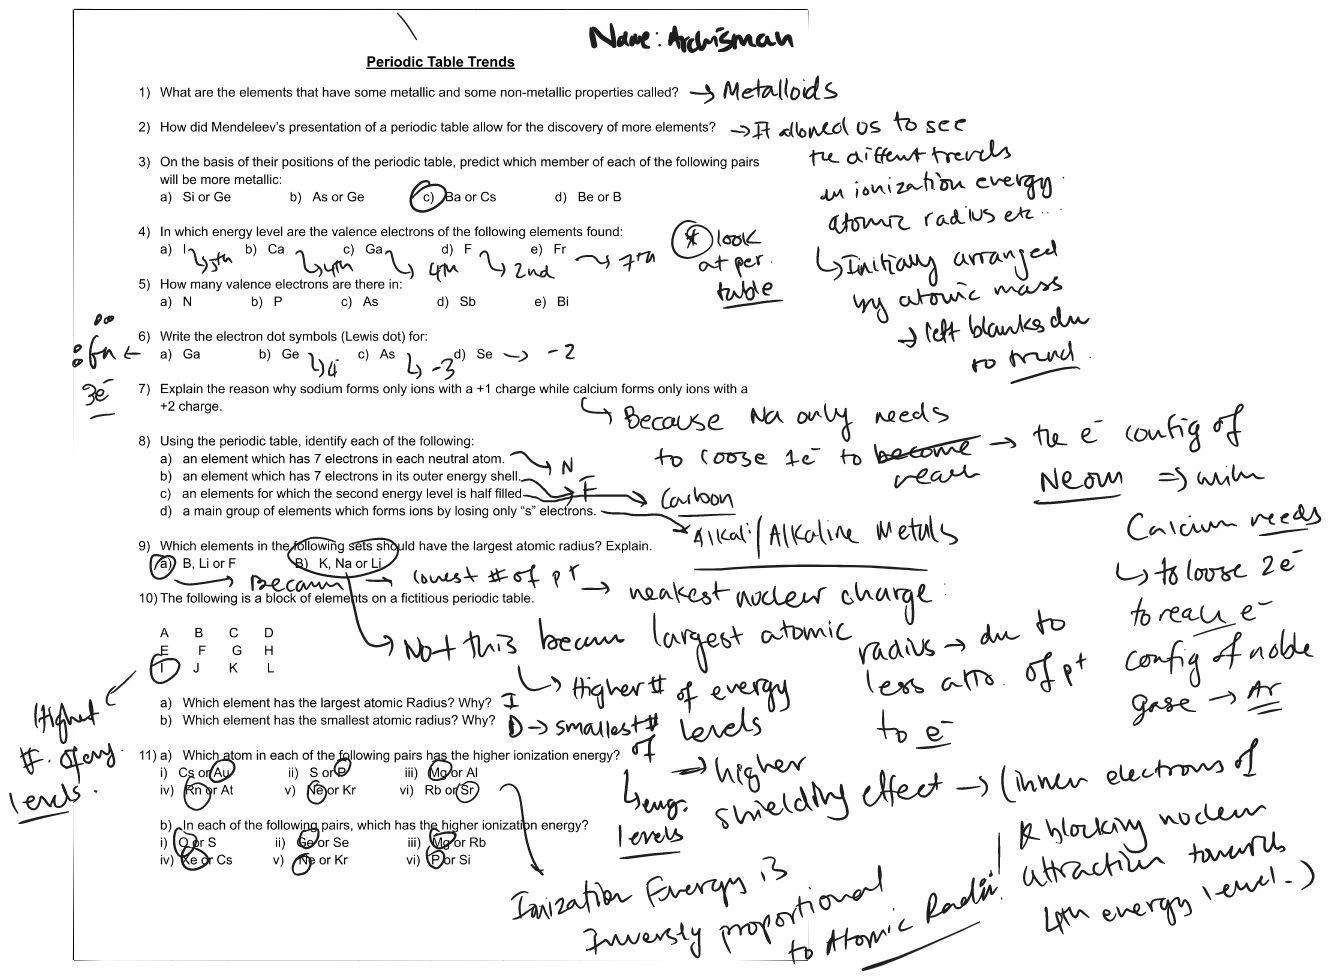 Name: Archisman
Periodic Table Trends
1) What are the elements that have some metallic and some non-metallic properties called? → Metalloids
2) How did Mendeleev's presentation of a periodic table allow for the discovery of more elements? → It allowed us to see
the diffent trends
in ionization energy
atomic radius etc...
↳ Initially arranged
by atomic mass
→ left blanks du
to trend
3) On the basis of their positions of the periodic table, predict which member of each of the following pairs
will be more metallic:
a) Si or Ge b) As or Ge c) Ba or Cs d) Be or B
4) In which energy level are the valence electrons of the following elements found:
a) I b) Ca c) Ga d) F e) Fr
↳ 5th ↳ 4th ↳ 4th ↳ 2nd → 7th
* look
at per.
table
5) How many valence electrons are there in:
a) N b) P c) As d) Sb e) Bi
6) Write the electron dot symbols (Lewis dot) for:
a) Ga b) Ge c) As d) Se → -2
↳ 4 ↳ -3
Ga ←
3e⁻
7) Explain the reason why sodium forms only ions with a +1 charge while calcium forms only ions with a
+2 charge.
↳ Because Na only needs
to loose 1e⁻ to become reach → the e⁻ config of
Neon ⇒ while
Calcium needs
↳ to loose 2e⁻
to reach e⁻
config of noble
gase → Ar
8) Using the periodic table, identify each of the following:
a) an element which has 7 electrons in each neutral atom. → N
b) an element which has 7 electrons in its outer energy shell. → F
c) an elements for which the second energy level is half filled → Carbon
d) a main group of elements which forms ions by losing only "s" electrons. → Alkali/Alkaline Metals
9) Which elements in the following sets should have the largest atomic radius? Explain.
a) B, Li or F B) K, Na or Li
→ Becaus → lowest # of p⁺ → weakest nuclear charge:
largest atomic
radius → du to
less attr. of p⁺
to e⁻
→ Not this becaus
↳ Higher # of energy
levels
→ higher
shielding effect → (inner electrons of
K blocking nuclear
attraction towards
4th energy level.)
10) The following is a block of elements on a fictitious periodic table.
A B C D
E F G H
I J K L
Highest
#. of eny.
levels.
a) Which element has the largest atomic Radius? Why? I
b) Which element has the smallest atomic radius? Why? D → smallest #
of
↳ eng.
levels
11) a) Which atom in each of the following pairs has the higher ionization energy?
i) Cs or Au ii) S or P iii) Mg or Al
iv) Rn or At v) Ne or Kr vi) Rb or Sr
b) In each of the following pairs, which has the higher ionization energy?
i) O or S ii) Ge or Se iii) Mg or Rb
iv) Xe or Cs v) Ne or Kr vi) P or Si
Ionization Energy is
Inversly proportional
to Atomic Radii.